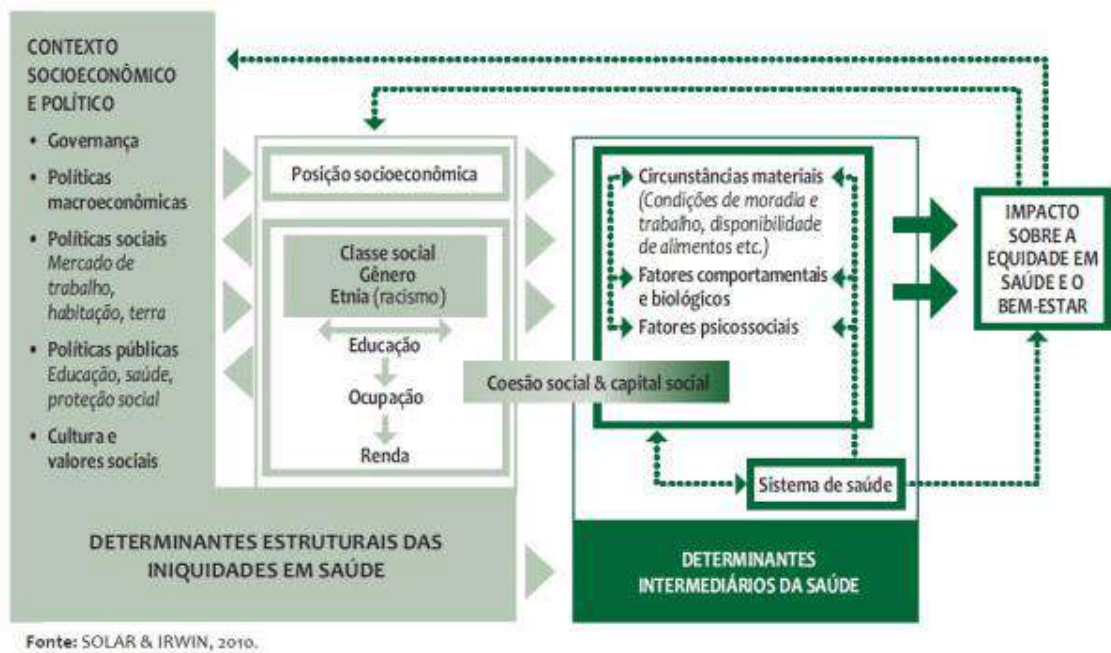 CONTEXTO
SOCIOECONÔMICO
E POLÍTICO
• Governança
• Políticas
macroeconômicas
• Políticas sociais
Mercado de
trabalho,
habitação, terra
• Políticas públicas
Educação, saúde,
proteção social
• Cultura e
valores sociais
Posição socioeconômica
Classe social
Gênero
Etnia (racismo)
Educação
Ocupação
Renda
Coesão social & capital social
Circunstâncias materiais
(Condições de moradia e
trabalho, disponibilidade
de alimentos etc.)
Fatores comportamentais
e biológicos
Fatores psicossociais
Sistema de saúde
IMPACTO
SOBRE A
EQUIDADE EM
SAÚDE E O
BEM-ESTAR
DETERMINANTES ESTRUTURAIS DAS
INIQUIDADES EM SAÚDE
DETERMINANTES
INTERMEDIÁRIOS DA SAÚDE
Fonte: SOLAR & IRWIN, 2010.